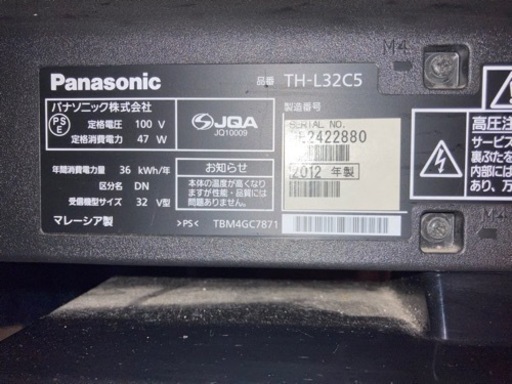 Panasonic
品番 TH-L32C5
パナソニック株式会社
PS
E
定格電圧 100 V
定格消費電力 47 W
JQA
JQ10009
製造番号
SERIAL NO.
2422880
2012 年製
年間消費電力量 36 kWh/年
区分名 DN
受信機型サイズ 32 V型
マレーシア製
お知らせ
本体の温度が高くなり
ますが性能・品質には
問題ありません。
>PS< TBM4GC7871
M4
高圧注
サービス
裏ぶたを
あり、万
M4